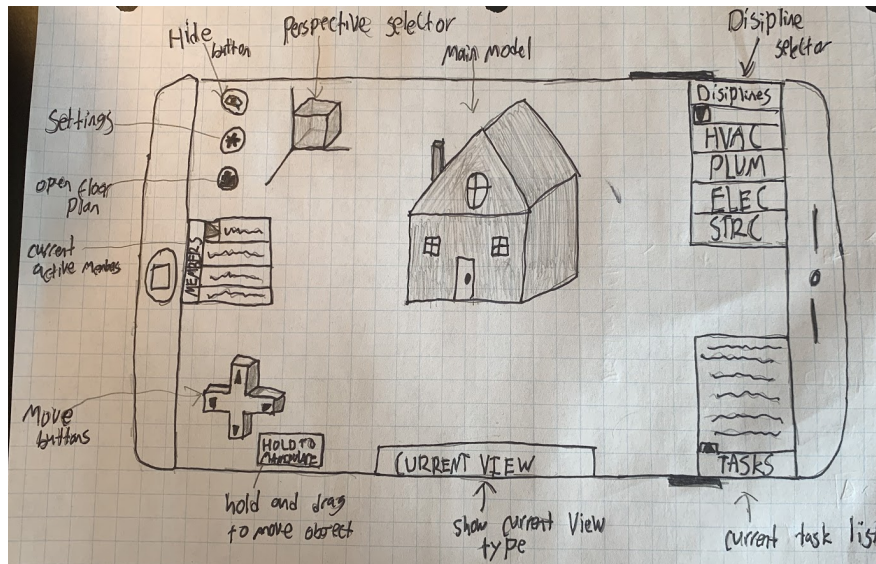 Hide
button
Perspective selector
Main model
Disipline
selector
Settings
open floor
plan
current
active Members
MEMBERS
Disiplines
HVAC
PLUM
ELEC
STRC
Move
buttons
HOLD TO
hold and drag
to move object
CURRENT VIEW
show current View
type
TASKS
current task list